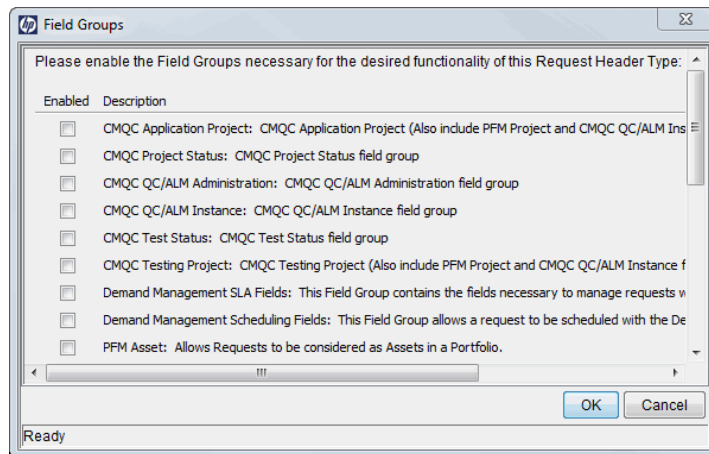 hp Field Groups
Please enable the Field Groups necessary for the desired functionality of this Request Header Type:
Enabled Description
CMQC Application Project: CMQC Application Project (Also include PFM Project and CMQC QC/ALM Ins
CMQC Project Status: CMQC Project Status field group
CMQC QC/ALM Administration: CMQC QC/ALM Administration field group
CMQC QC/ALM Instance: CMQC QC/ALM Instance field group
CMQC Test Status: CMQC Test Status field group
CMQC Testing Project: CMQC Testing Project (Also include PFM Project and CMQC QC/ALM Instance f
Demand Management SLA Fields: This Field Group contains the fields necessary to manage requests w
Demand Management Scheduling Fields: This Field Group allows a request to be scheduled with the De
PFM Asset: Allows Requests to be considered as Assets in a Portfolio.
OK Cancel
Ready